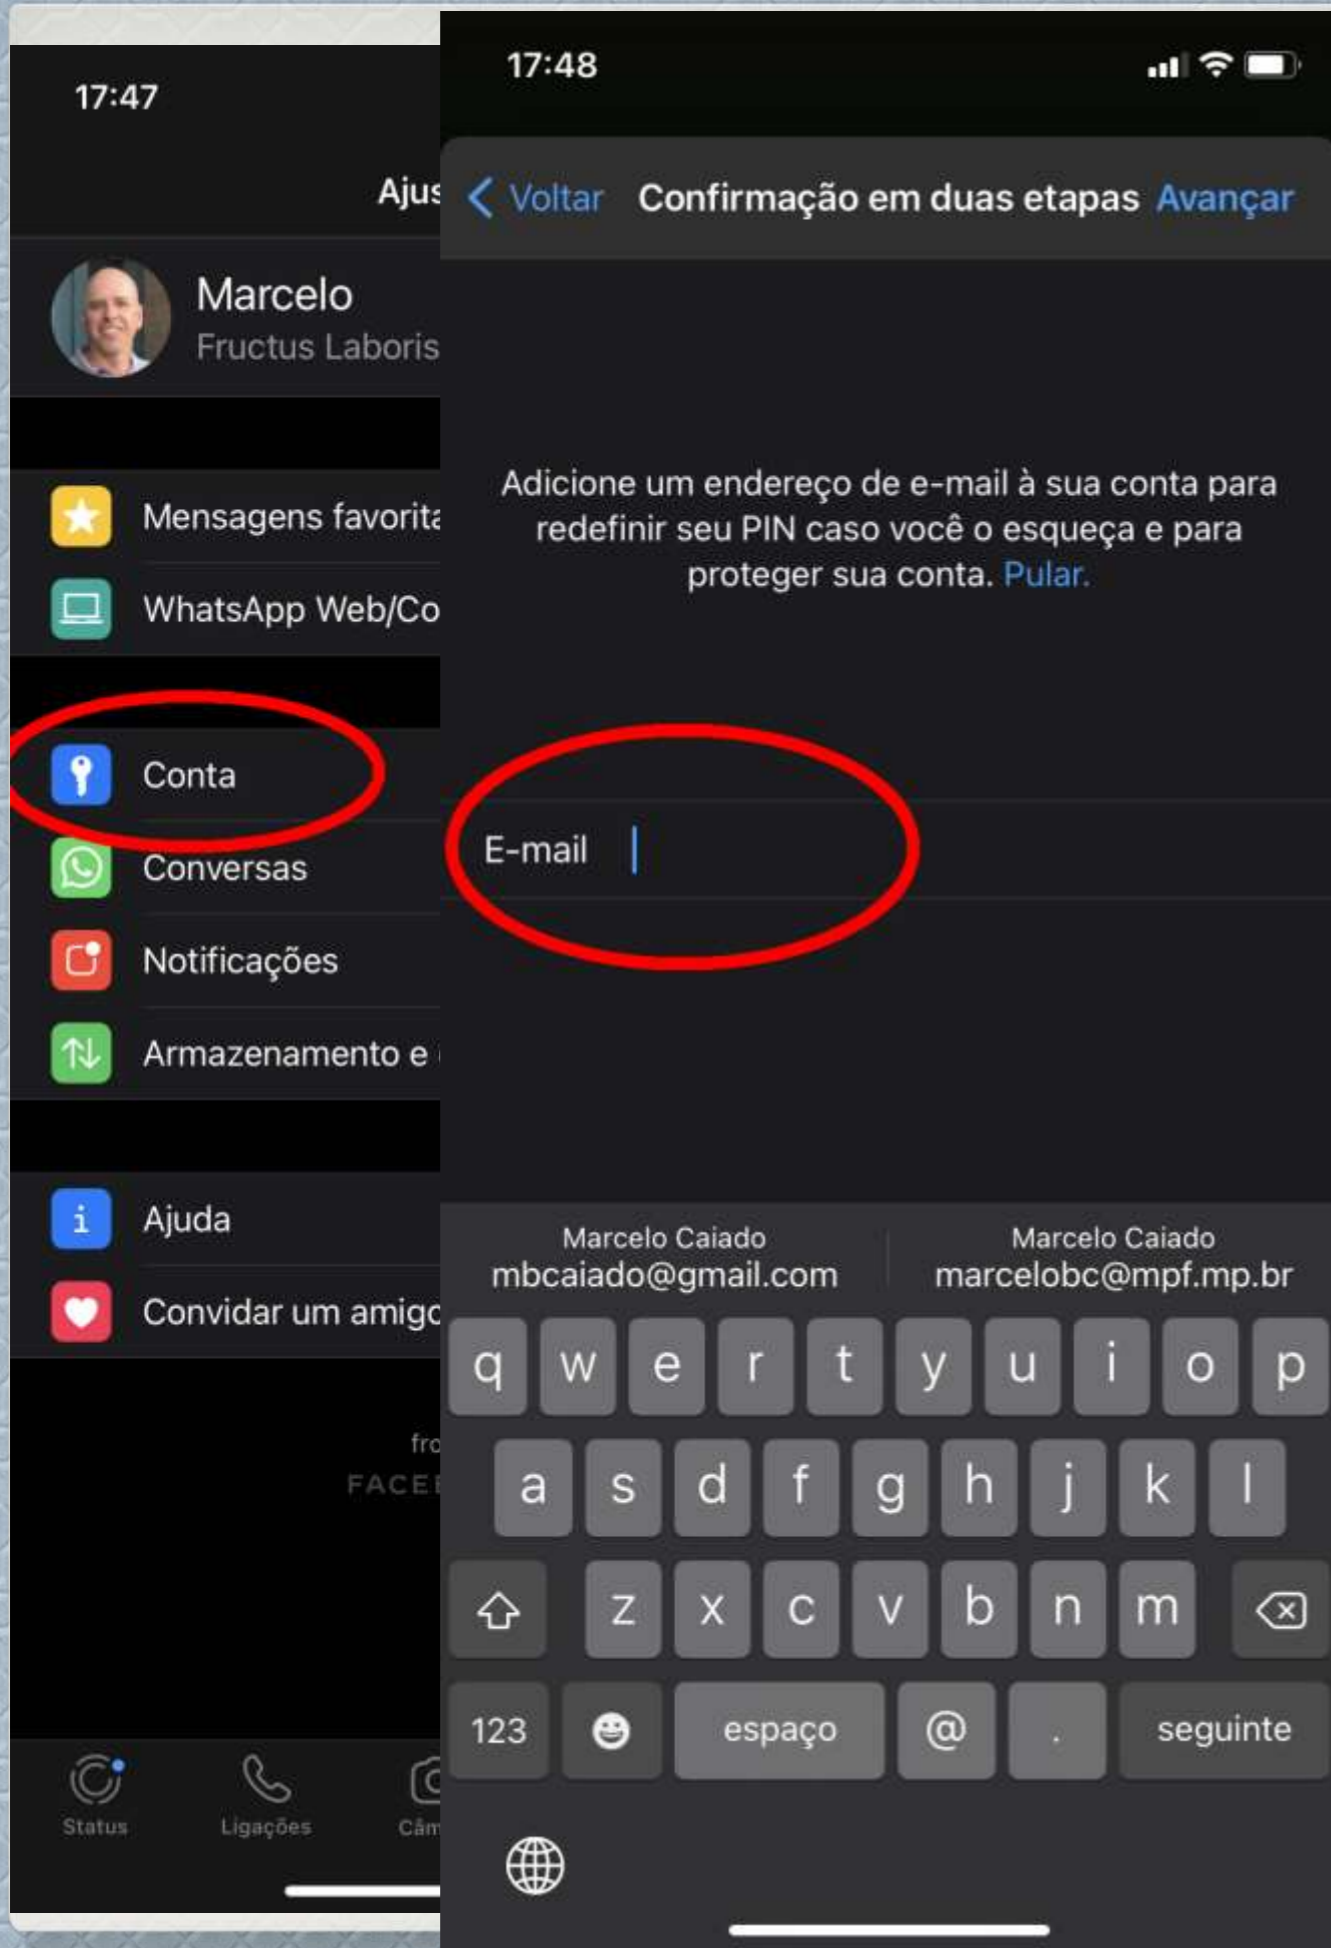 17:47
Ajus
Marcelo
Fructus Laboris
Mensagens favorita
WhatsApp Web/Co
Conta
Conversas
Notificações
Armazenamento e
Ajuda
Convidar um amigo
fro
FACEB
Status
Ligações
Câm
17:48
Voltar
Confirmação em duas etapas
Avançar
Adicione um endereço de e-mail à sua conta para
redefinir seu PIN caso você o esqueça e para
proteger sua conta. Pular.
E-mail
Marcelo Caiado
mbcaiado@gmail.com
Marcelo Caiado
marcelobc@mpf.mp.br
q w e r t y u i o p
a s d f g h j k l
z x c v b n m
123 espaço @ . seguinte